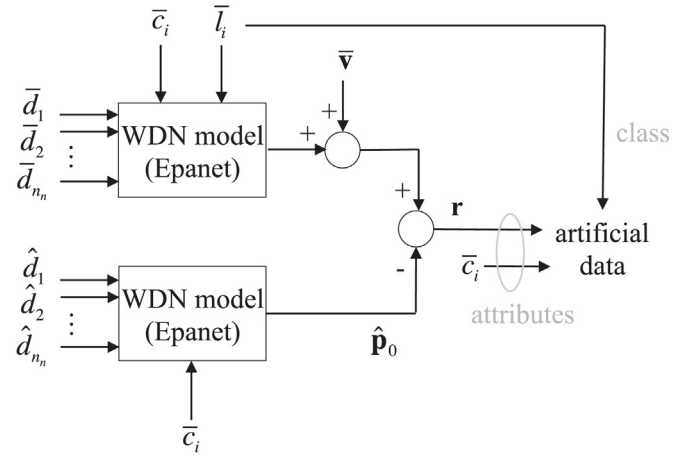 c̅ᵢ
l̅ᵢ
v̅
d̅₁
d̅₂
⋮
d̅ₙₙ
WDN model
(Epanet)
+
+
+
class
r
artificial
data
c̅ᵢ
-
attributes
d̂₁
d̂₂
⋮
d̂ₙₙ
WDN model
(Epanet)
p̂₀
c̅ᵢ